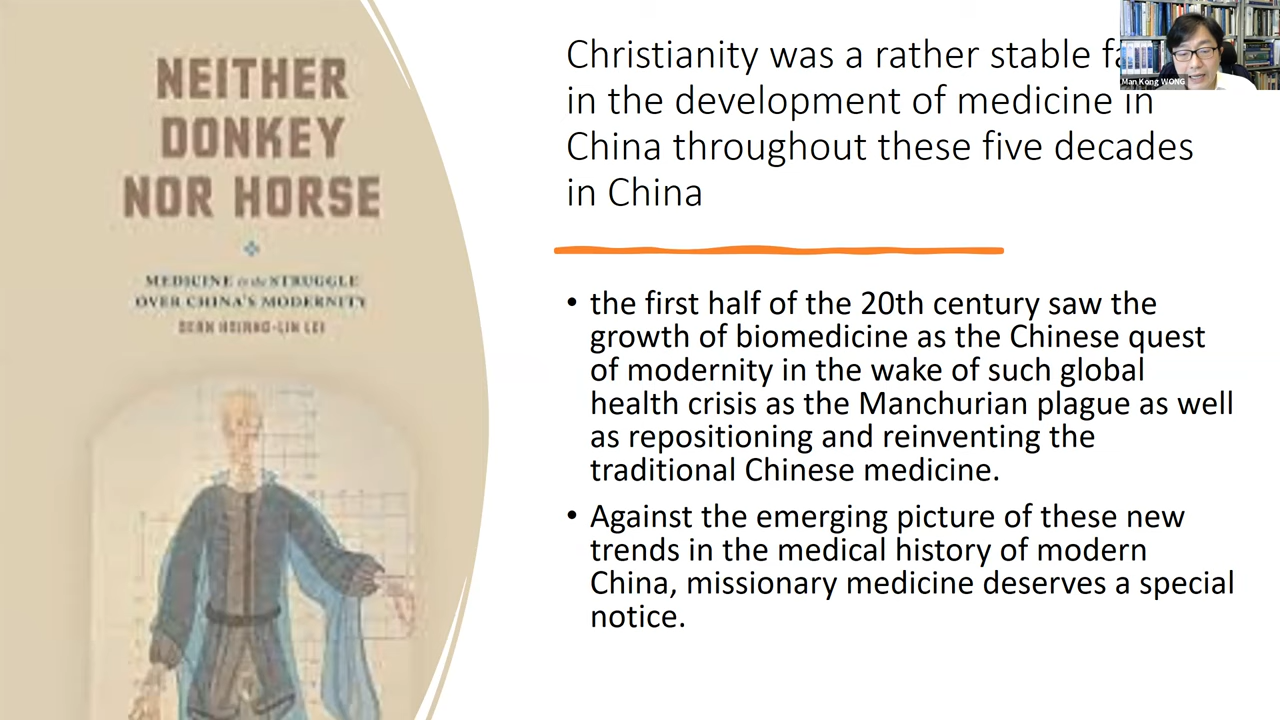 NEITHER
DONKEY
NOR HORSE
MEDICINE in the STRUGGLE
OVER CHINA'S MODERNITY
SEAN HSIANG-LIN LEI
Christianity was a rather stable
in the development of medicine in
China throughout these five decades
in China
• the first half of the 20th century saw the
growth of biomedicine as the Chinese quest
of modernity in the wake of such global
health crisis as the Manchurian plague as well
as repositioning and reinventing the
traditional Chinese medicine.
• Against the emerging picture of these new
trends in the medical history of modern
China, missionary medicine deserves a special
notice.
Man Kong WONG